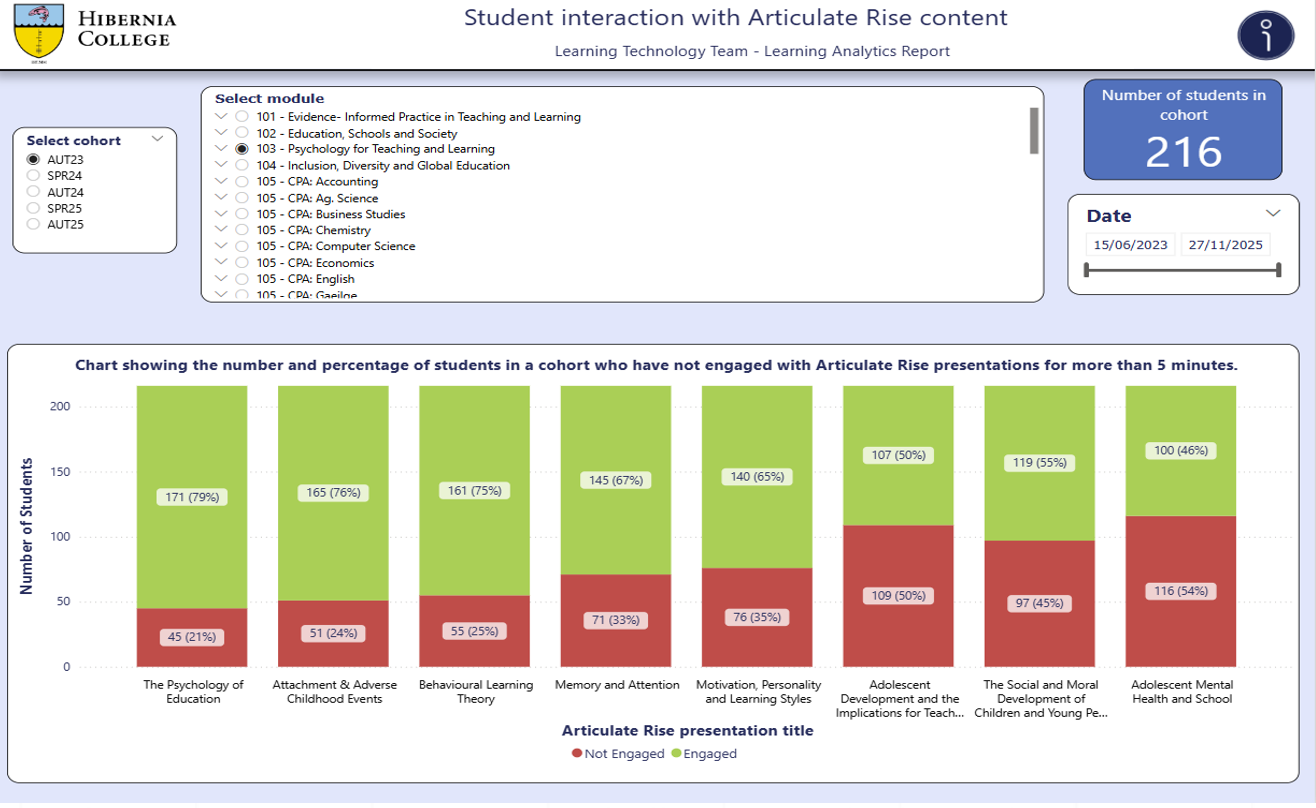 HIBERNIA
COLLEGE
Student interaction with Articulate Rise content
Learning Technology Team - Learning Analytics Report
Select cohort
AUT23
SPR24
AUT24
SPR25
AUT25
Select module
101 - Evidence- Informed Practice in Teaching and Learning
102 - Education, Schools and Society
103 - Psychology for Teaching and Learning
104 - Inclusion, Diversity and Global Education
105 - CPA: Accounting
105 - CPA: Ag. Science
105 - CPA: Business Studies
105 - CPA: Chemistry
105 - CPA: Computer Science
105 - CPA: Economics
105 - CPA: English
105 - CPA: Gaeilge
Number of students in
cohort
216
Date
15/06/2023 27/11/2025
Chart showing the number and percentage of students in a cohort who have not engaged with Articulate Rise presentations for more than 5 minutes.
Number of Students
200
150
100
50
0
171 (79%)
165 (76%)
161 (75%)
145 (67%)
140 (65%)
107 (50%)
119 (55%)
100 (46%)
45 (21%)
51 (24%)
55 (25%)
71 (33%)
76 (35%)
109 (50%)
97 (45%)
116 (54%)
The Psychology of
Education
Attachment & Adverse
Childhood Events
Behavioural Learning
Theory
Memory and Attention
Motivation, Personality
and Learning Styles
Adolescent
Development and the
Implications for Teach...
The Social and Moral
Development of
Children and Young Pe...
Adolescent Mental
Health and School
Articulate Rise presentation title
Not Engaged Engaged